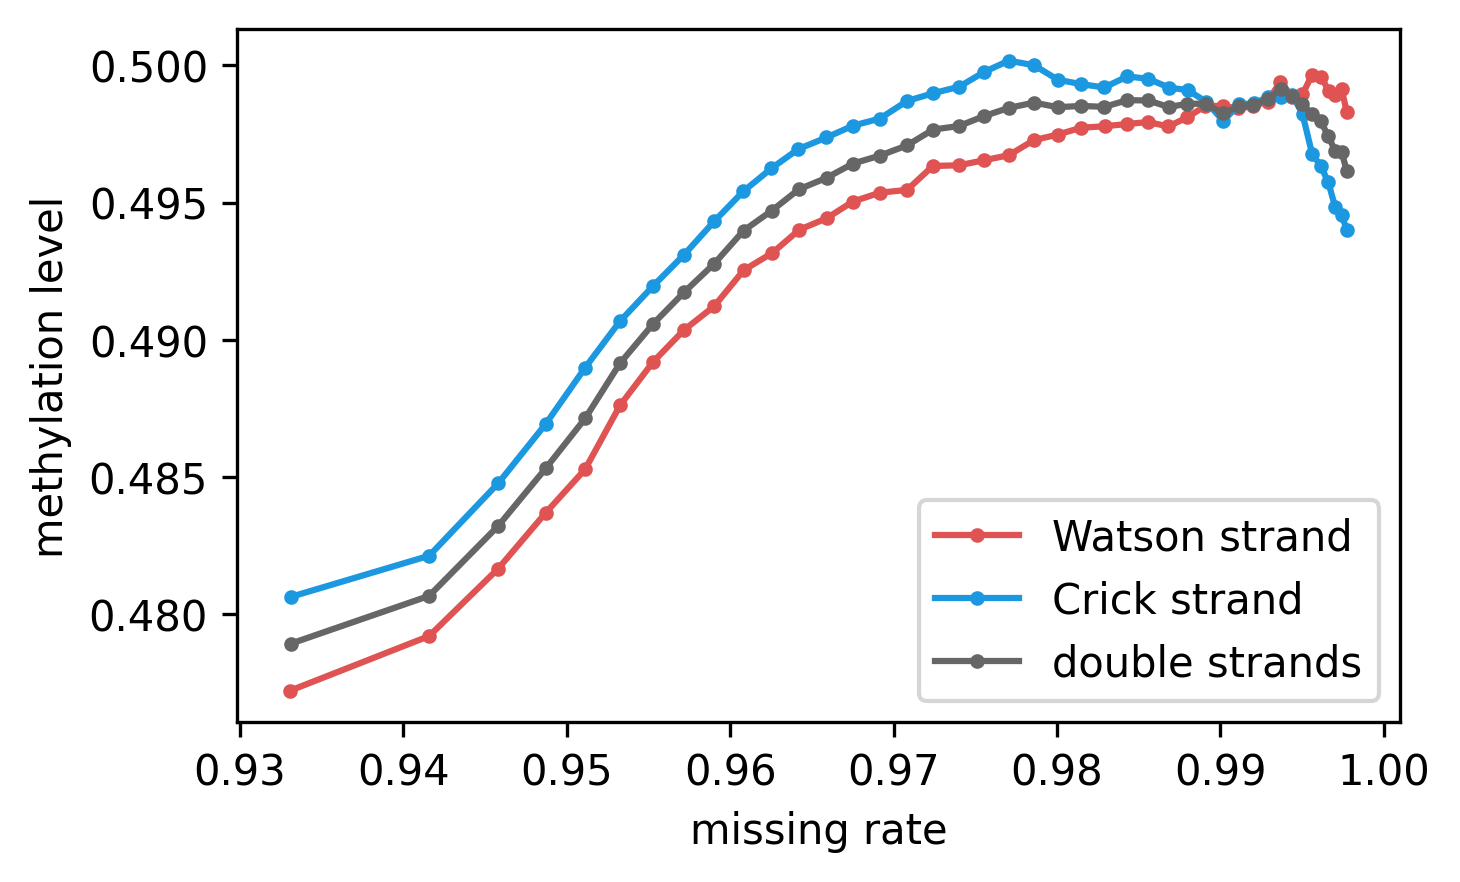 0.500
0.495
0.490
0.485
0.480
methylation level
Watson strand
Crick strand
double strands
0.93 0.94 0.95 0.96 0.97 0.98 0.99 1.00
missing rate